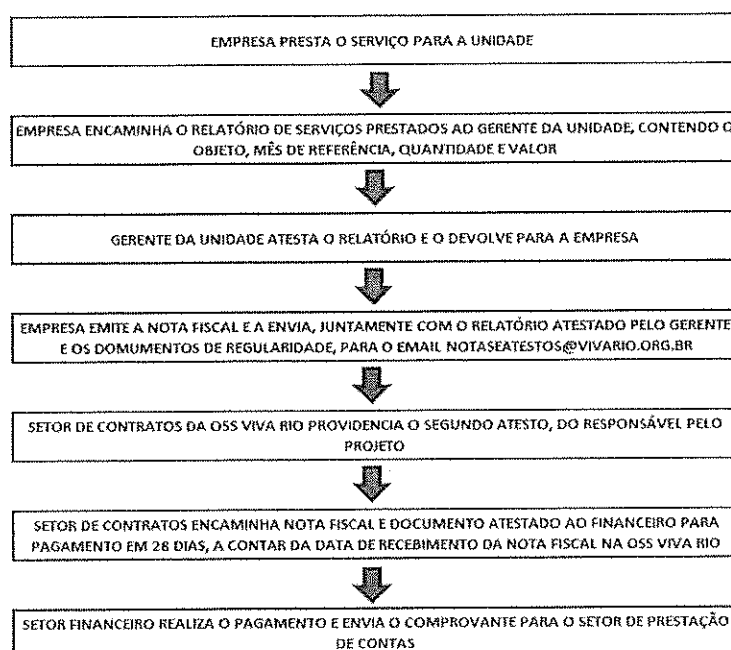 EMPRESA PRESTA O SERVIÇO PARA A UNIDADE
EMPRESA ENCAMINHA O RELATÓRIO DE SERVIÇOS PRESTADOS AO GERENTE DA UNIDADE, CONTENDO O
OBJETO, MÊS DE REFERÊNCIA, QUANTIDADE E VALOR
GERENTE DA UNIDADE ATESTA O RELATÓRIO E O DEVOLVE PARA A EMPRESA
EMPRESA EMITE A NOTA FISCAL E A ENVIA, JUNTAMENTE COM O RELATÓRIO ATESTADO PELO GERENTE
E OS DOMUMENTOS DE REGULARIDADE, PARA O EMAIL NOTASEATESTOS@VIVARIO.ORG.BR
SETOR DE CONTRATOS DA OSS VIVA RIO PROVIDENCIA O SEGUNDO ATESTO, DO RESPONSÁVEL PELO
PROJETO
SETOR DE CONTRATOS ENCAMINHA NOTA FISCAL E DOCUMENTO ATESTADO AO FINANCEIRO PARA
PAGAMENTO EM 28 DIAS, A CONTAR DA DATA DE RECEBIMENTO DA NOTA FISCAL NA OSS VIVA RIO
SETOR FINANCEIRO REALIZA O PAGAMENTO E ENVIA O COMPROVANTE PARA O SETOR DE PRESTAÇÃO
DE CONTAS